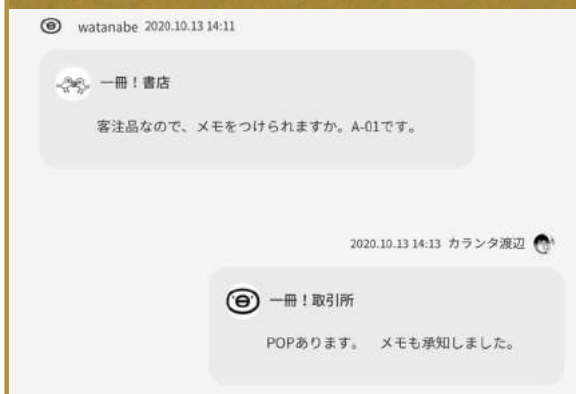 watanabe 2020.10.13 14:11
一冊！書店
客注品なので、メモをつけられますか。A-01です。
2020.10.13 14:13 カランタ渡辺
一冊！取引所
POPあります。　メモも承知しました。